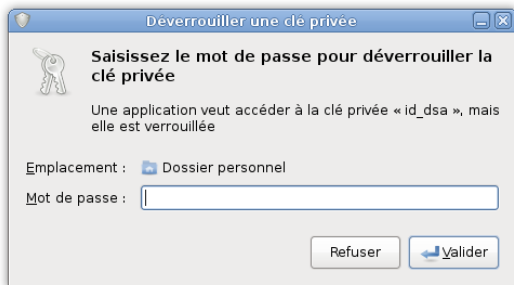 Déverrouiller une clé privée
Saisissez le mot de passe pour déverrouiller la
clé privée
Une application veut accéder à la clé privée « id_dsa », mais
elle est verrouillée
Emplacement : Dossier personnel
Mot de passe :
Refuser Valider